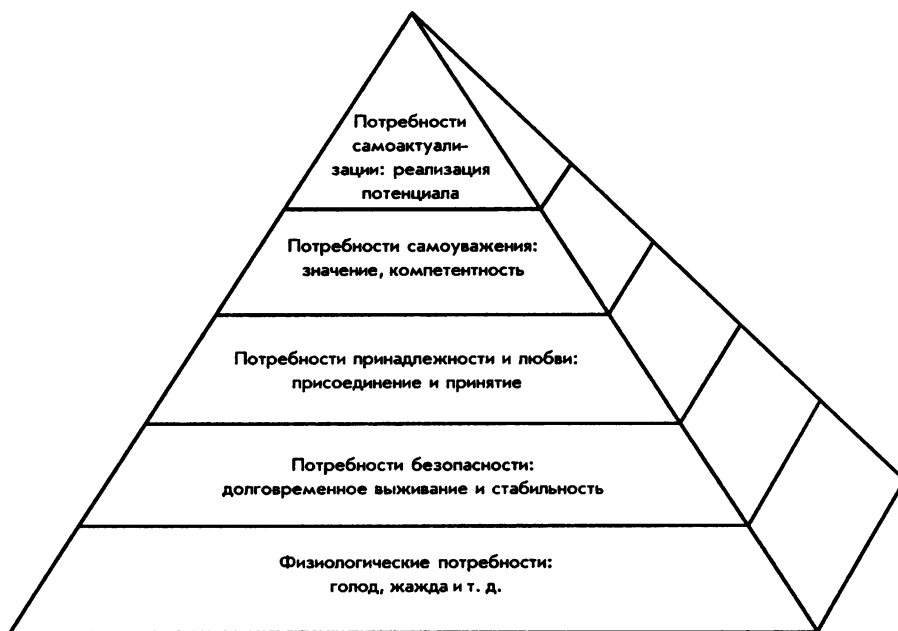 Потребности
самоактуали-
зации: реализация
потенциала
Потребности самоуважения:
значение, компетентность
Потребности принадлежности и любви:
присоединение и принятие
Потребности безопасности:
долговременное выживание и стабильность
Физиологические потребности:
голод, жажда и т. д.